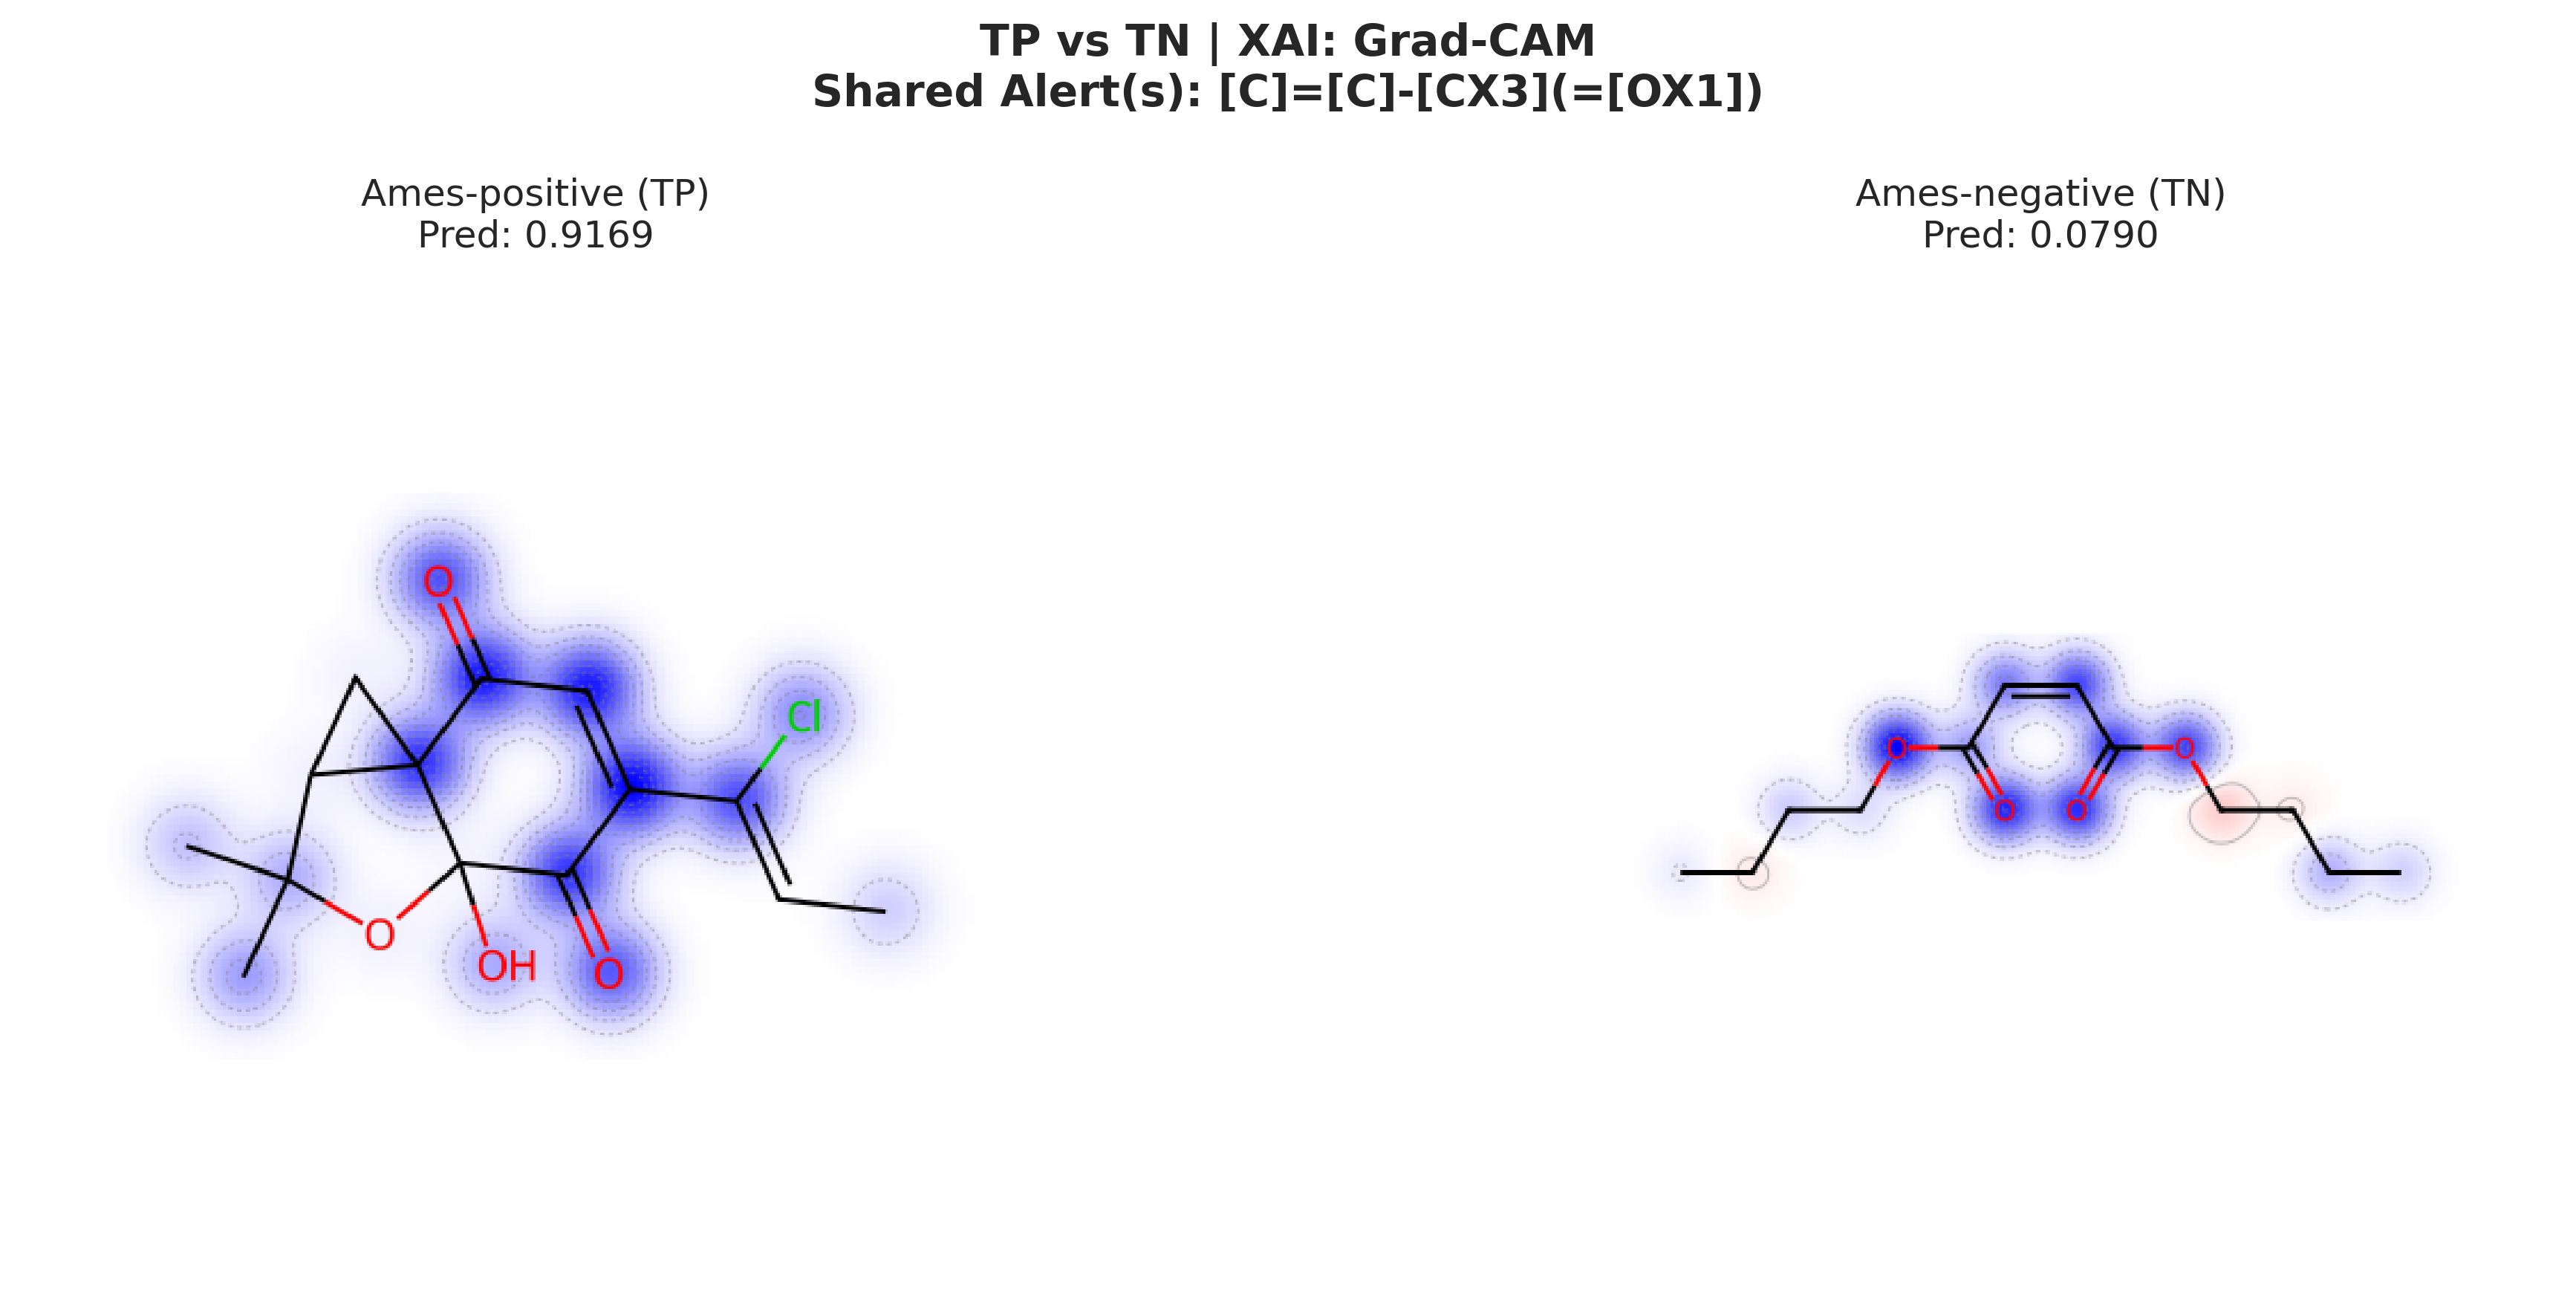 TP vs TN | XAI: Grad-CAM
Shared Alert(s): [C]=[C]-[CX3](=[OX1])
Ames-positive (TP)
Pred: 0.9169
Ames-negative (TN)
Pred: 0.0790
O
Cl
O
OH
O
O
O
O
O